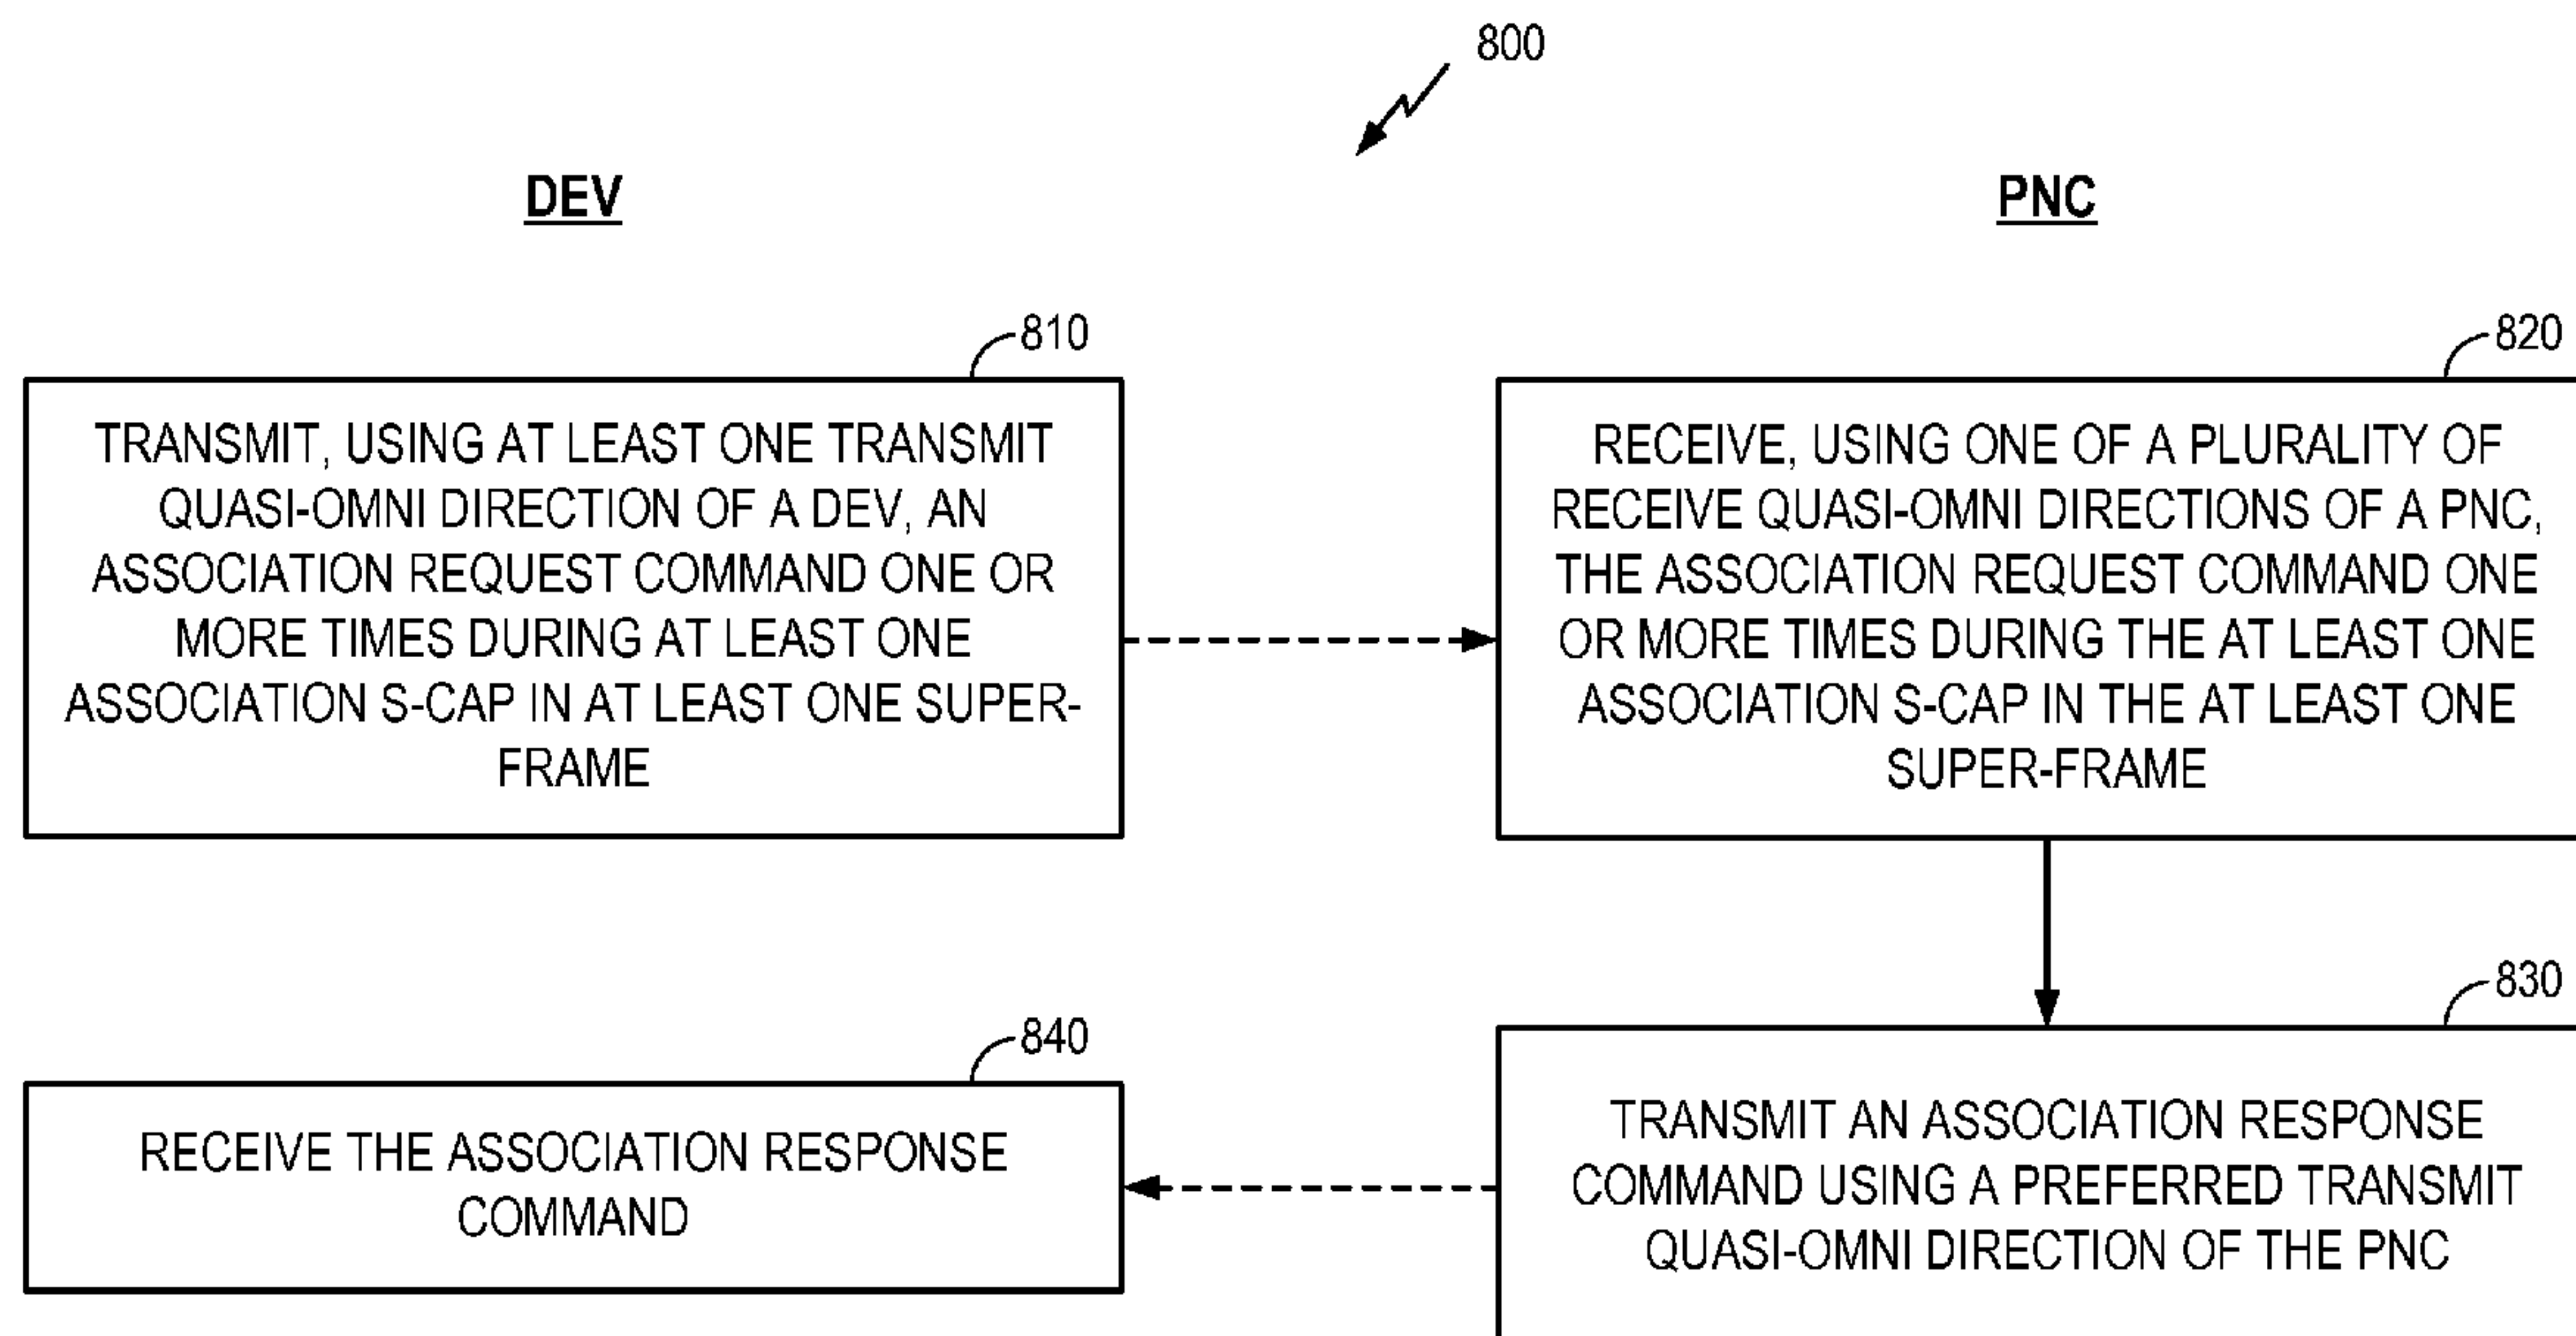 800
DEV
PNC
810
TRANSMIT, USING AT LEAST ONE TRANSMIT
QUASI-OMNI DIRECTION OF A DEV, AN
ASSOCIATION REQUEST COMMAND ONE OR
MORE TIMES DURING AT LEAST ONE
ASSOCIATION S-CAP IN AT LEAST ONE SUPER-
FRAME
820
RECEIVE, USING ONE OF A PLURALITY OF
RECEIVE QUASI-OMNI DIRECTIONS OF A PNC,
THE ASSOCIATION REQUEST COMMAND ONE
OR MORE TIMES DURING THE AT LEAST ONE
ASSOCIATION S-CAP IN THE AT LEAST ONE
SUPER-FRAME
830
TRANSMIT AN ASSOCIATION RESPONSE
COMMAND USING A PREFERRED TRANSMIT
QUASI-OMNI DIRECTION OF THE PNC
840
RECEIVE THE ASSOCIATION RESPONSE
COMMAND